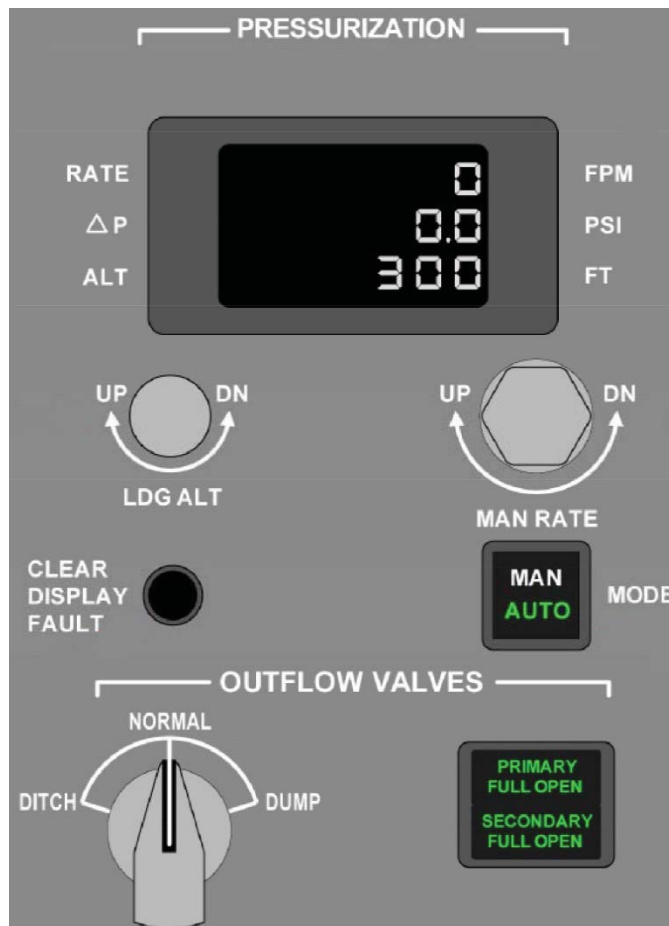 PRESSURIZATION
RATE 0 FPM
△ P 0.0 PSI
ALT 300 FT
UP DN
LDG ALT
UP DN
MAN RATE
CLEAR
DISPLAY
FAULT
MAN
AUTO
MODE
OUTFLOW VALVES
NORMAL
DITCH
DUMP
PRIMARY
FULL OPEN
SECONDARY
FULL OPEN